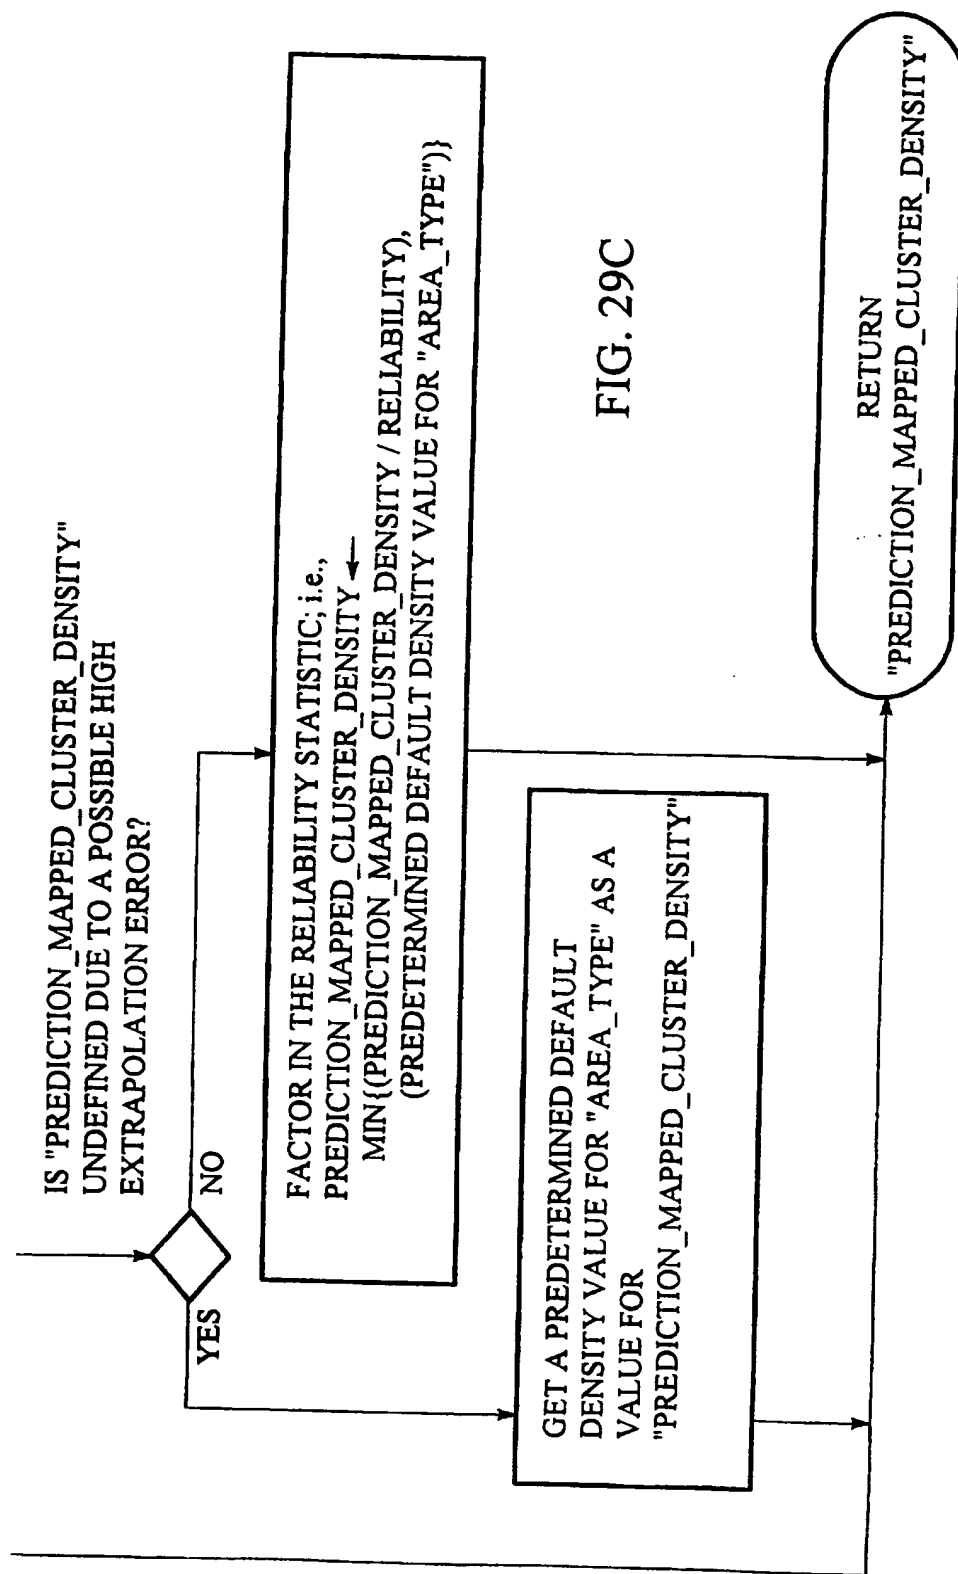 IS "PREDICTION_MAPPED_CLUSTER_DENSITY"
UNDEFINED DUE TO A POSSIBLE HIGH
EXTRAPOLATION ERROR?
YES
NO
FACTOR IN THE RELIABILITY STATISTIC; i.e.,
PREDICTION_MAPPED_CLUSTER_DENSITY ←
MIN{(PREDICTION_MAPPED_CLUSTER_DENSITY / RELIABILITY),
(PREDETERMINED DEFAULT DENSITY VALUE FOR "AREA_TYPE")}
GET A PREDETERMINED DEFAULT
DENSITY VALUE FOR "AREA_TYPE" AS A
VALUE FOR
"PREDICTION_MAPPED_CLUSTER_DENSITY"
FIG. 29C
RETURN
"PREDICTION_MAPPED_CLUSTER_DENSITY"